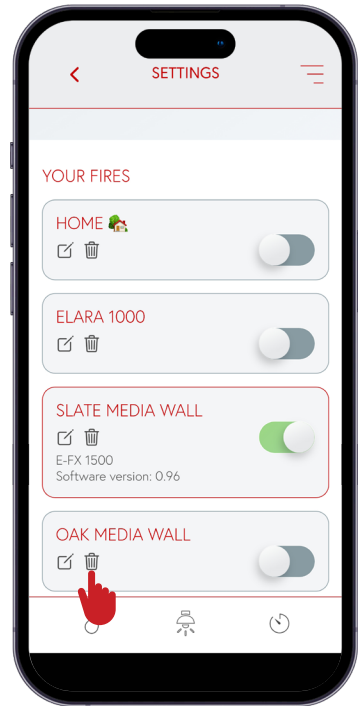 SETTINGS
YOUR FIRES
HOME 🏡
ELARA 1000
SLATE MEDIA WALL
E-FX 1500
Software version: 0.96
OAK MEDIA WALL